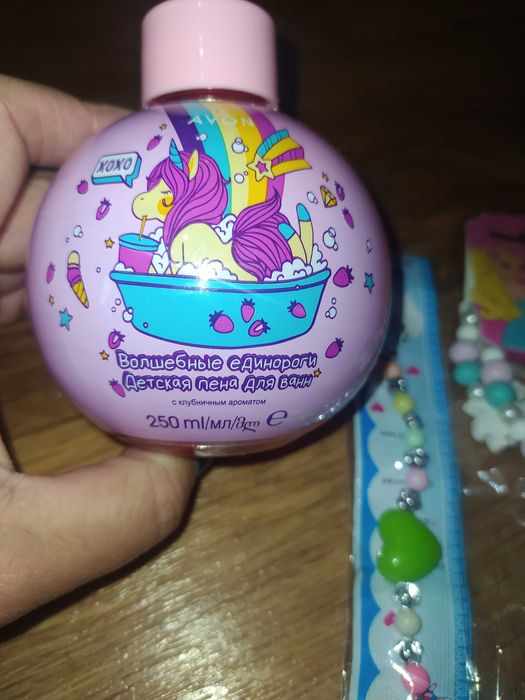 AVON
XOXO
Волшебные единороги
Детская пена для ванн
с клубничным ароматом
250 ml/мл/მლ ℮